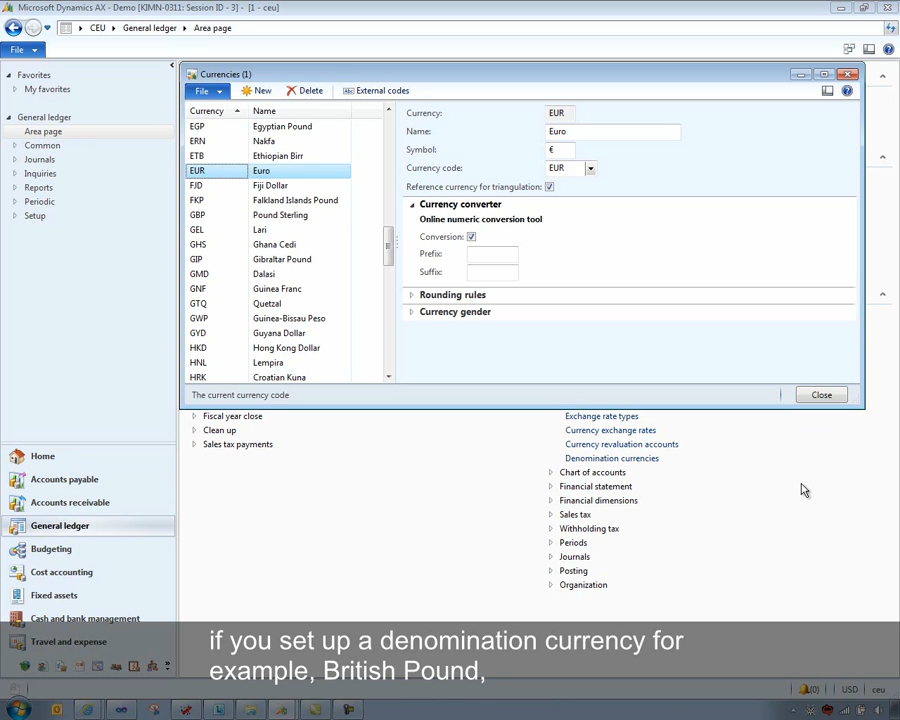 Microsoft Dynamics AX - Demo [KIMN-0311: Session ID - 3] - [1 - ceu]
CEU General ledger Area page
File
Favorites
My favorites
General ledger
Area page
Common
Journals
Inquiries
Reports
Periodic
Setup
Currencies (1)
File New Delete External codes
Currency Name
EGP Egyptian Pound
ERN Nakfa
ETB Ethiopian Birr
EUR Euro
FJD Fiji Dollar
FKP Falkland Islands Pound
GBP Pound Sterling
GEL Lari
GHS Ghana Cedi
GIP Gibraltar Pound
GMD Dalasi
GNF Guinea Franc
GTQ Quetzal
GWP Guinea-Bissau Peso
GYD Guyana Dollar
HKD Hong Kong Dollar
HNL Lempira
HRK Croatian Kuna
Currency: EUR
Name: Euro
Symbol: €
Currency code: EUR
Reference currency for triangulation:
Currency converter
Online numeric conversion tool
Conversion:
Prefix:
Suffix:
Rounding rules
Currency gender
The current currency code
Close
Fiscal year close
Clean up
Sales tax payments
Exchange rate types
Currency exchange rates
Currency revaluation accounts
Denomination currencies
Chart of accounts
Financial statement
Financial dimensions
Sales tax
Withholding tax
Periods
Journals
Posting
Organization
Home
Accounts payable
Accounts receivable
General ledger
Budgeting
Cost accounting
Fixed assets
Cash and bank management
Travel and expense
if you set up a denomination currency for
example, British Pound,
(0) USD ceu